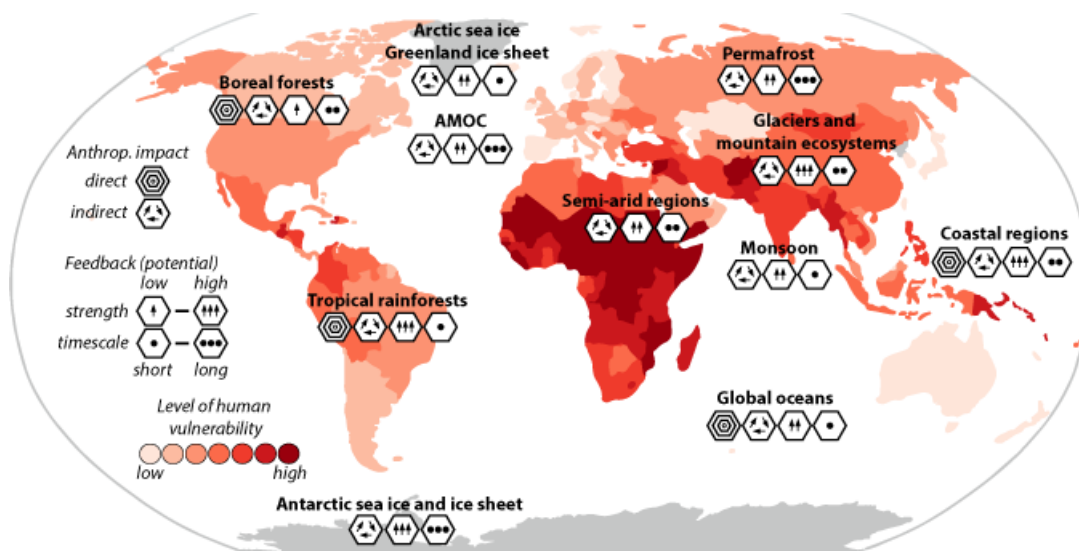 Arctic sea ice
Greenland ice sheet
Permafrost
Boreal forests
AMOC
Glaciers and
mountain ecosystems
Anthrop. impact
direct
indirect
Semi-arid regions
Monsoon
Coastal regions
Feedback (potential)
low high
strength
timescale
short long
Tropical rainforests
Global oceans
Level of human
vulnerability
low high
Antarctic sea ice and ice sheet